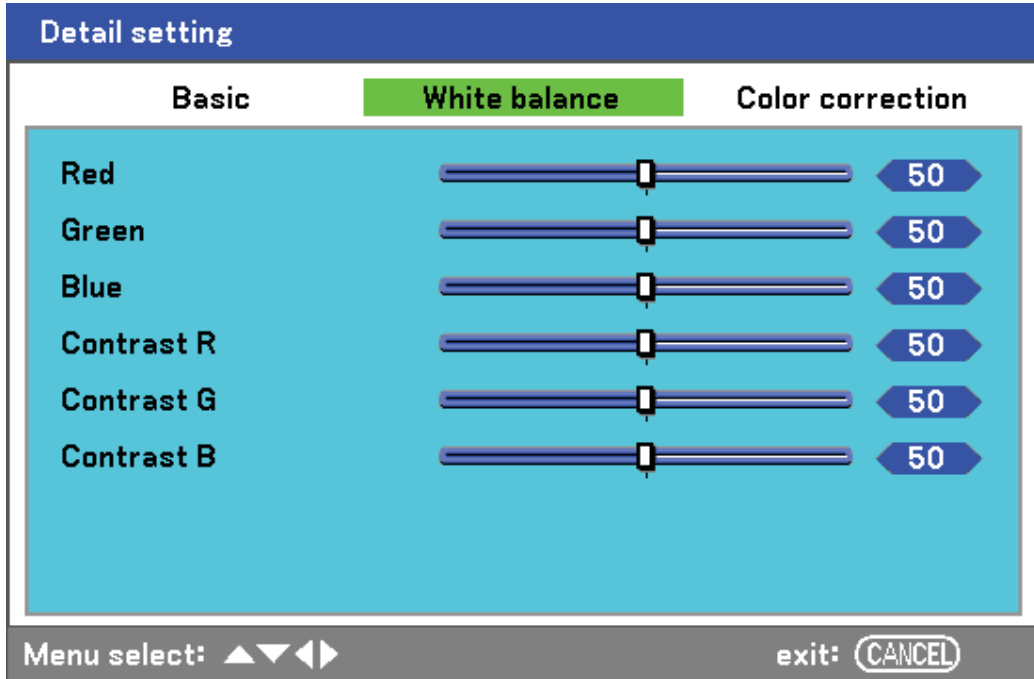 Detail setting
Basic White balance Color correction
Red 50
Green 50
Blue 50
Contrast R 50
Contrast G 50
Contrast B 50
Menu select: ▲▼◀▶ exit: CANCEL